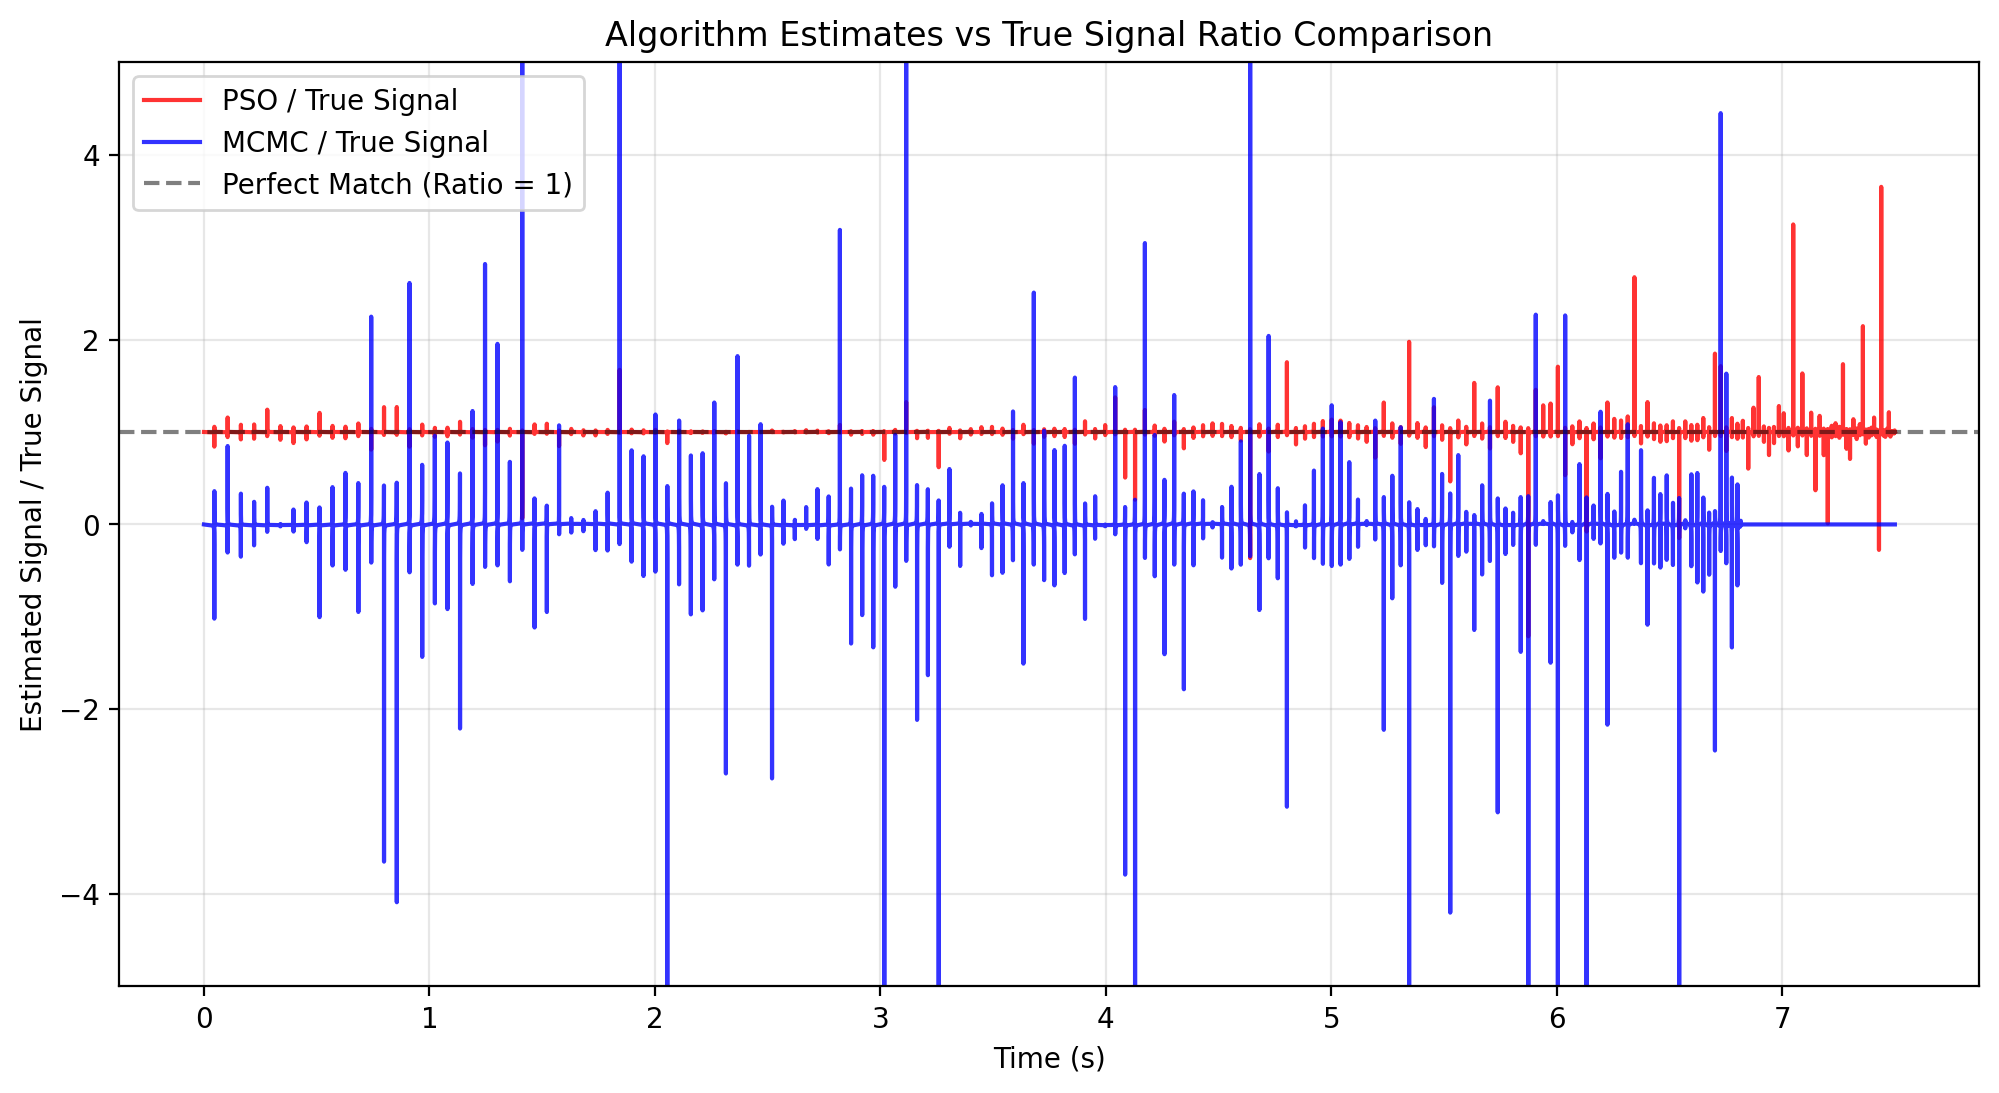 Algorithm Estimates vs True Signal Ratio Comparison
PSO / True Signal
MCMC / True Signal
Perfect Match (Ratio = 1)
Estimated Signal / True Signal
4
2
0
−2
−4
0 1 2 3 4 5 6 7
Time (s)